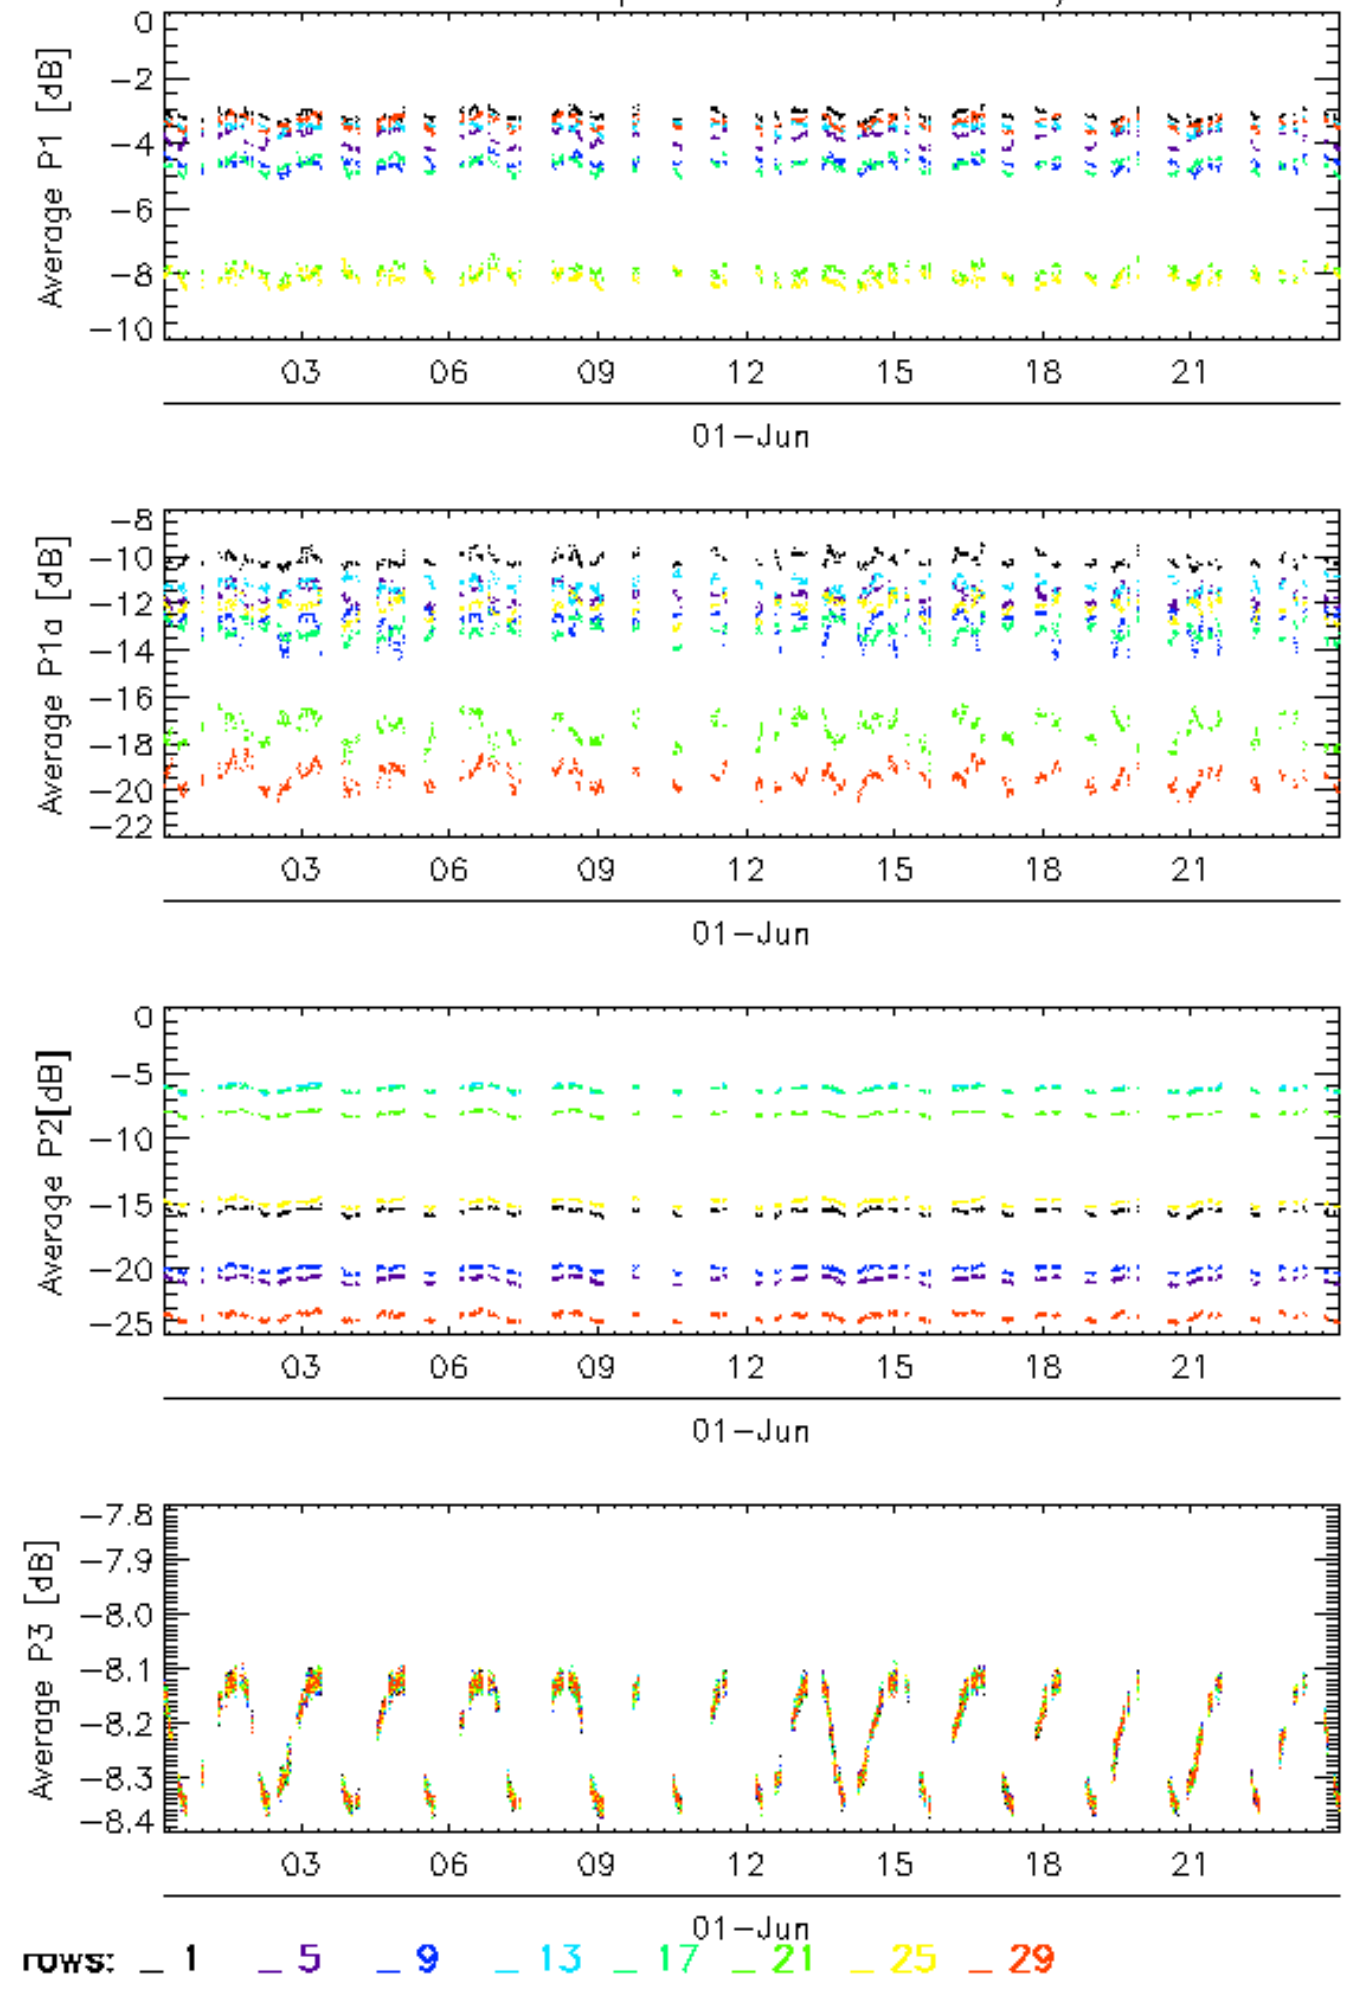 Average P1 [dB]
0
−2
−4
−6
−8
−10
03 06 09 12 15 18 21
01−Jun
Average P1a [dB]
−8
−10
−12
−14
−16
−18
−20
−22
03 06 09 12 15 18 21
01−Jun
Average P2[dB]
0
−5
−10
−15
−20
−25
03 06 09 12 15 18 21
01−Jun
Average P3 [dB]
−7.8
−7.9
−8.0
−8.1
−8.2
−8.3
−8.4
03 06 09 12 15 18 21
01−Jun
rows: _ 1 _ 5 _ 9 _ 13 _ 17 _ 21 _ 25 _ 29